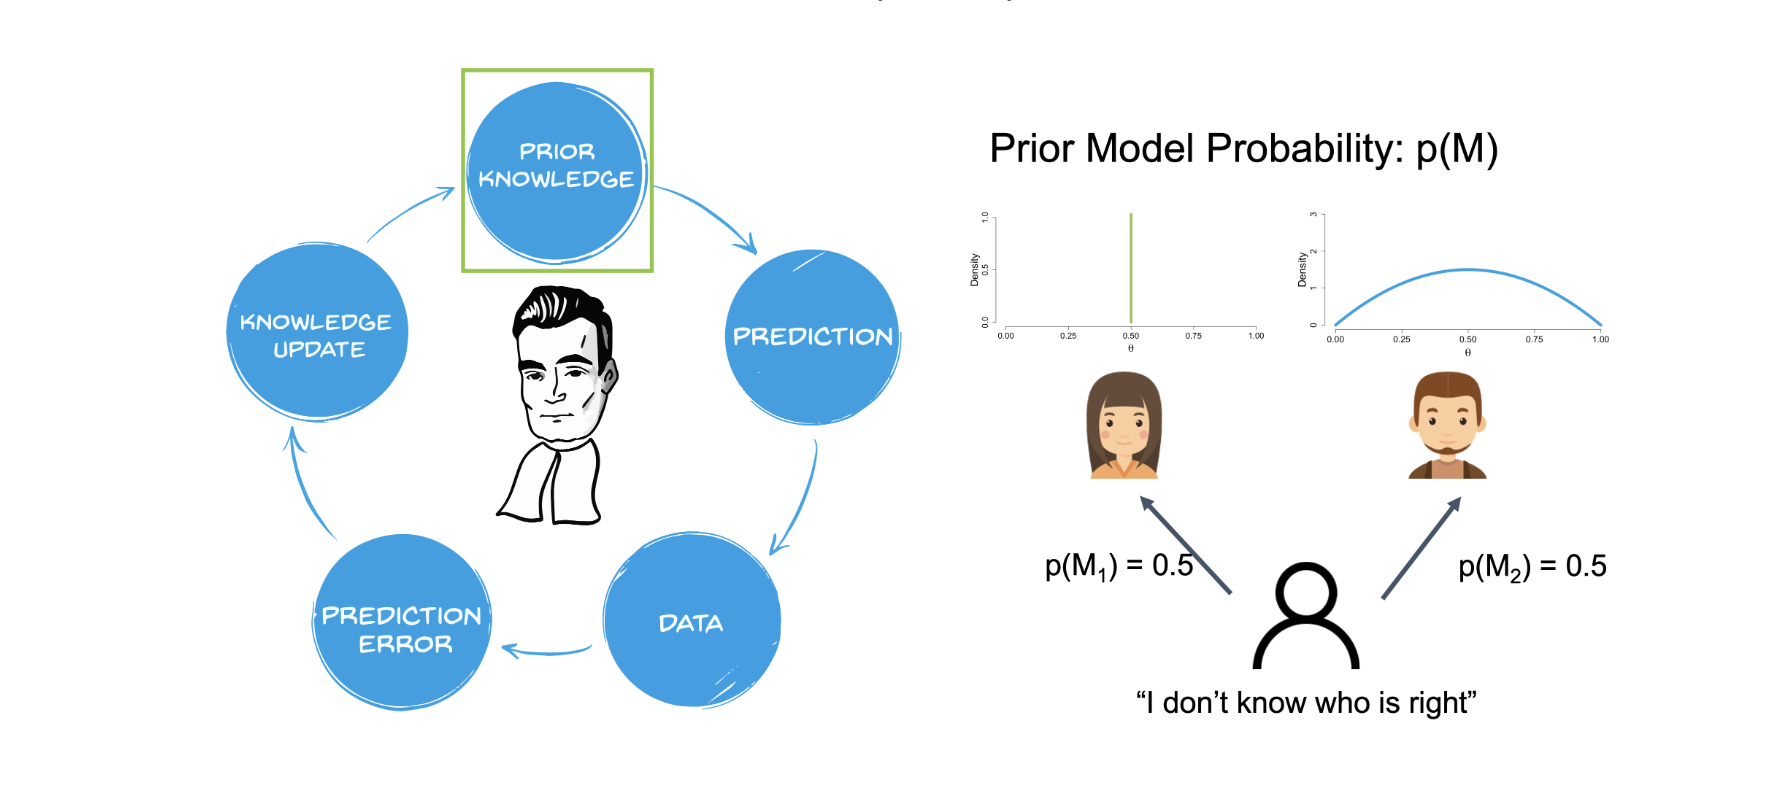 PRIOR
KNOWLEDGE
PREDICTION
DATA
PREDICTION
ERROR
KNOWLEDGE
UPDATE
Prior Model Probability: p(M)
Density
0.0
0.5
1.0
0.00 0.25 0.50 0.75 1.00
θ
Density
0
1
2
3
0.00 0.25 0.50 0.75 1.00
θ
p(M₁) = 0.5
p(M₂) = 0.5
“I don’t know who is right”